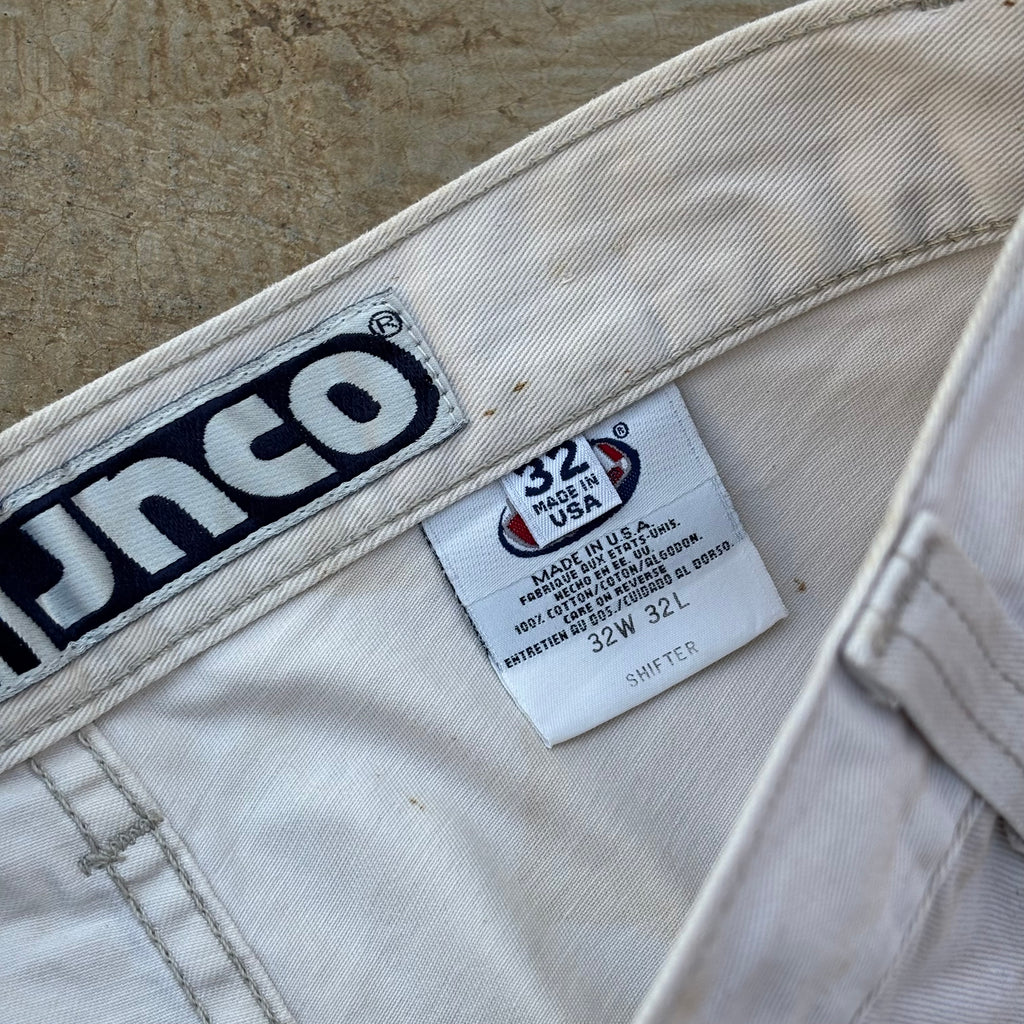 JNCO®
32
MADE IN
USA
®
MADE IN U.S.A.
FABRIQUE AUX ETATS-UNIS.
HECHO EN EE. UU.
100% COTTON/COTON/ALGODON.
CARE ON REVERSE
ENTRETIEN AU DOS./CUIDADO AL DORSO.
32W 32L
SHIFTER